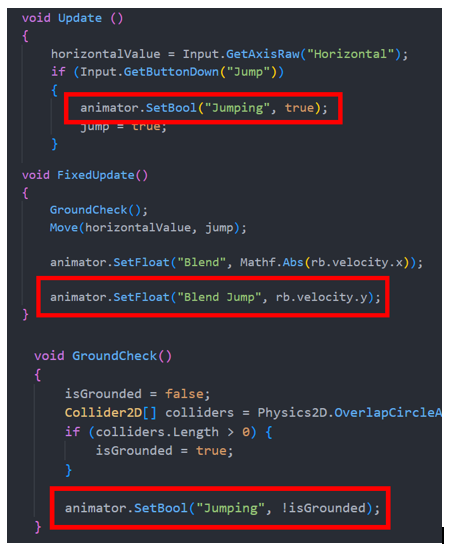 void Update ()
{
horizontalValue = Input.GetAxisRaw("Horizontal");
if (Input.GetButtonDown("Jump"))
{
animator.SetBool("Jumping", true);
jump = true;
}
void FixedUpdate()
{
GroundCheck();
Move(horizontalValue, jump);
animator.SetFloat("Blend", Mathf.Abs(rb.velocity.x));
animator.SetFloat("Blend Jump", rb.velocity.y);
}
void GroundCheck()
{
isGrounded = false;
Collider2D[] colliders = Physics2D.OverlapCircleA
if (colliders.Length > 0) {
isGrounded = true;
}
animator.SetBool("Jumping", !isGrounded);
}